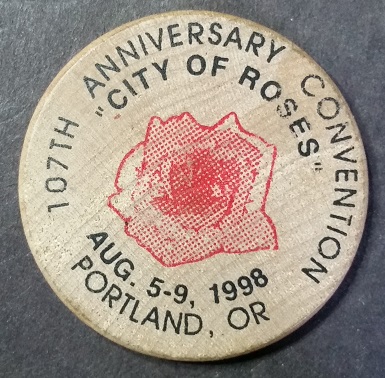 107TH ANNIVERSARY CONVENTION
"CITY OF ROSES"
AUG. 5-9, 1998
PORTLAND, OR